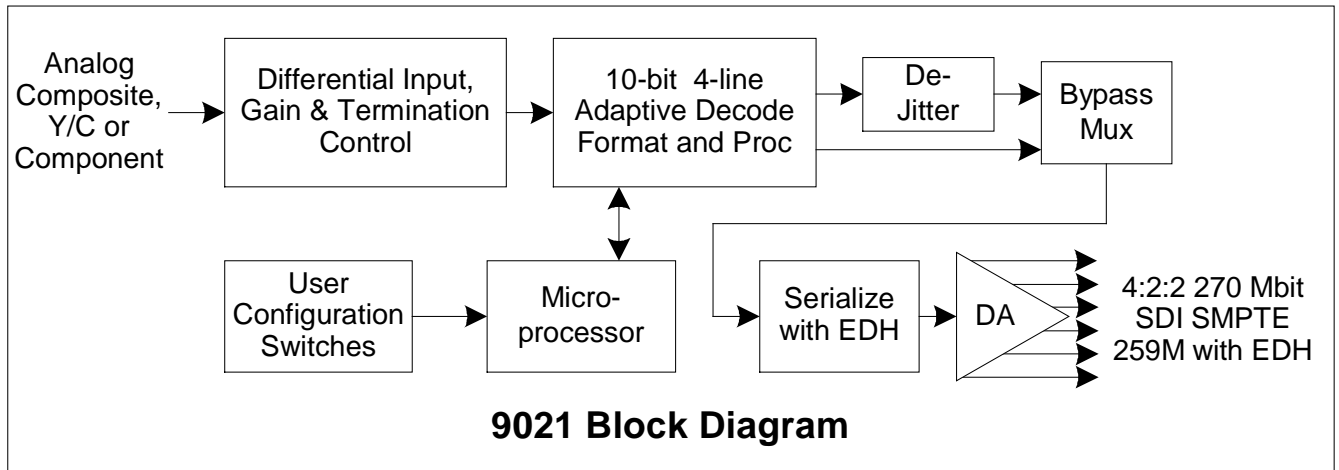 Analog
Composite,
Y/C or
Component
Differential Input,
Gain & Termination
Control
10-bit 4-line
Adaptive Decode
Format and Proc
De-
Jitter
Bypass
Mux
User
Configuration
Switches
Micro-
processor
Serialize
with EDH
DA
4:2:2 270 Mbit
SDI SMPTE
259M with EDH
9021 Block Diagram